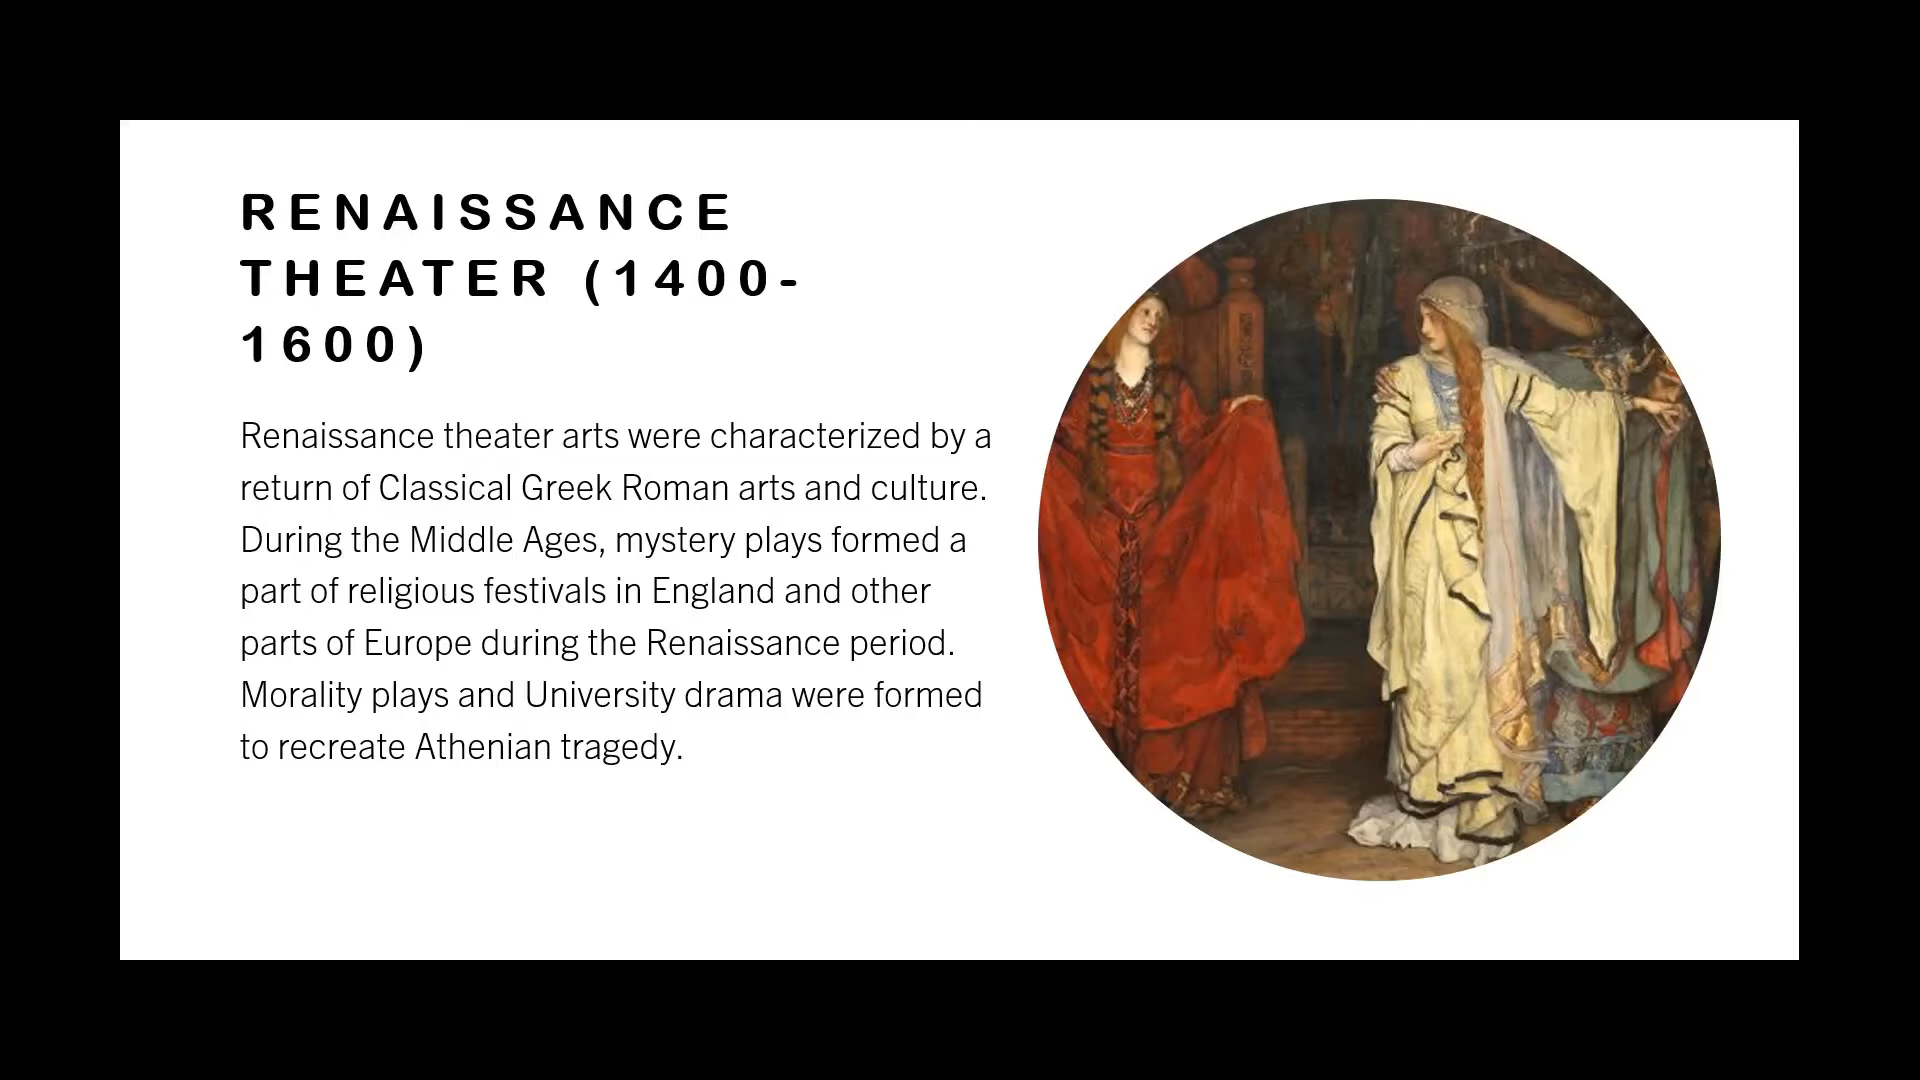 RENAISSANCE
THEATER (1400-
1600)
Renaissance theater arts were characterized by a
return of Classical Greek Roman arts and culture.
During the Middle Ages, mystery plays formed a
part of religious festivals in England and other
parts of Europe during the Renaissance period.
Morality plays and University drama were formed
to recreate Athenian tragedy.